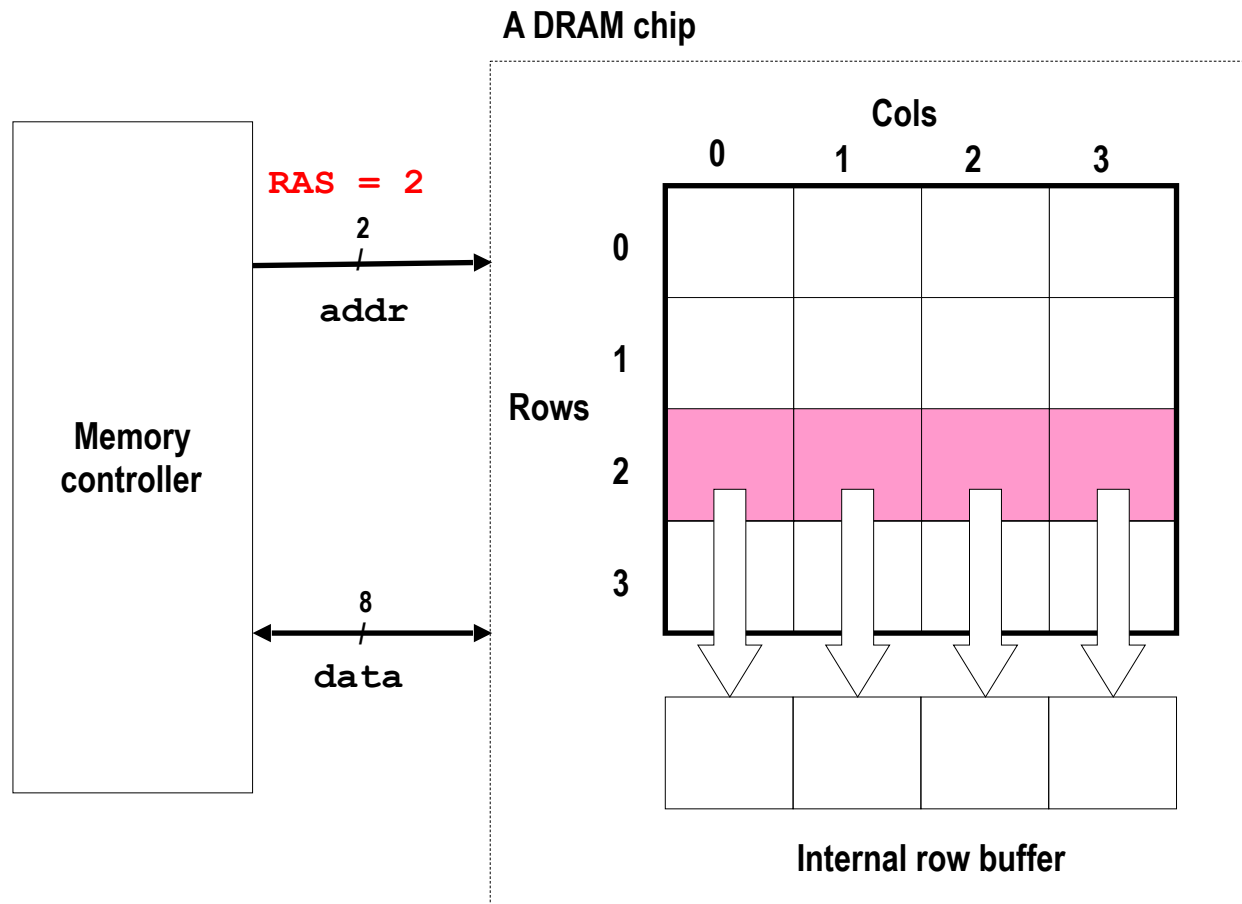 A DRAM chip
Cols
0 1 2 3
RAS = 2
2
addr
0
1
Rows
2
3
Memory
controller
8
data
Internal row buffer